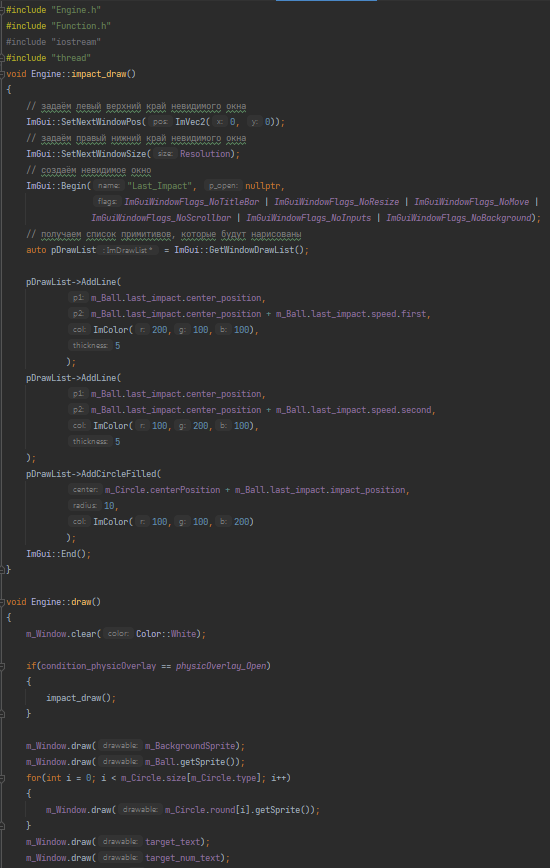 #include "Engine.h"
#include "Function.h"
#include "iostream"
#include "thread"
void Engine::impact_draw()
{
// задаём левый верхний край невидимого окна
ImGui::SetNextWindowPos( pos: ImVec2( x: 0, y: 0));
// задаём правый нижний край невидимого окна
ImGui::SetNextWindowSize( size: Resolution);
// создаём невидимое окно
ImGui::Begin( name: "Last_Impact", p_open: nullptr,
flags: ImGuiWindowFlags_NoTitleBar | ImGuiWindowFlags_NoResize | ImGuiWindowFlags_NoMove |
ImGuiWindowFlags_NoScrollbar | ImGuiWindowFlags_NoInputs | ImGuiWindowFlags_NoBackground);
// получаем список примитивов, которые будут нарисованы
auto pDrawList : ImDrawList * = ImGui::GetWindowDrawList();
pDrawList->AddLine(
p1: m_Ball.last_impact.center_position,
p2: m_Ball.last_impact.center_position + m_Ball.last_impact.speed.first,
col: ImColor( r: 200, g: 100, b: 100),
thickness: 5
);
pDrawList->AddLine(
p1: m_Ball.last_impact.center_position,
p2: m_Ball.last_impact.center_position + m_Ball.last_impact.speed.second,
col: ImColor( r: 100, g: 200, b: 100),
thickness: 5
);
pDrawList->AddCircleFilled(
center: m_Circle.centerPosition + m_Ball.last_impact.impact_position,
radius: 10,
col: ImColor( r: 100, g: 100, b: 200)
);
ImGui::End();
}
void Engine::draw()
{
m_Window.clear( color: Color::White);
if(condition_physicOverlay == physicOverlay_Open)
{
impact_draw();
}
m_Window.draw( drawable: m_BackgroundSprite);
m_Window.draw( drawable: m_Ball.getSprite());
for(int i = 0; i < m_Circle.size[m_Circle.type]; i++)
{
m_Window.draw( drawable: m_Circle.round[i].getSprite());
}
m_Window.draw( drawable: target_text);
m_Window.draw( drawable: target_num_text);